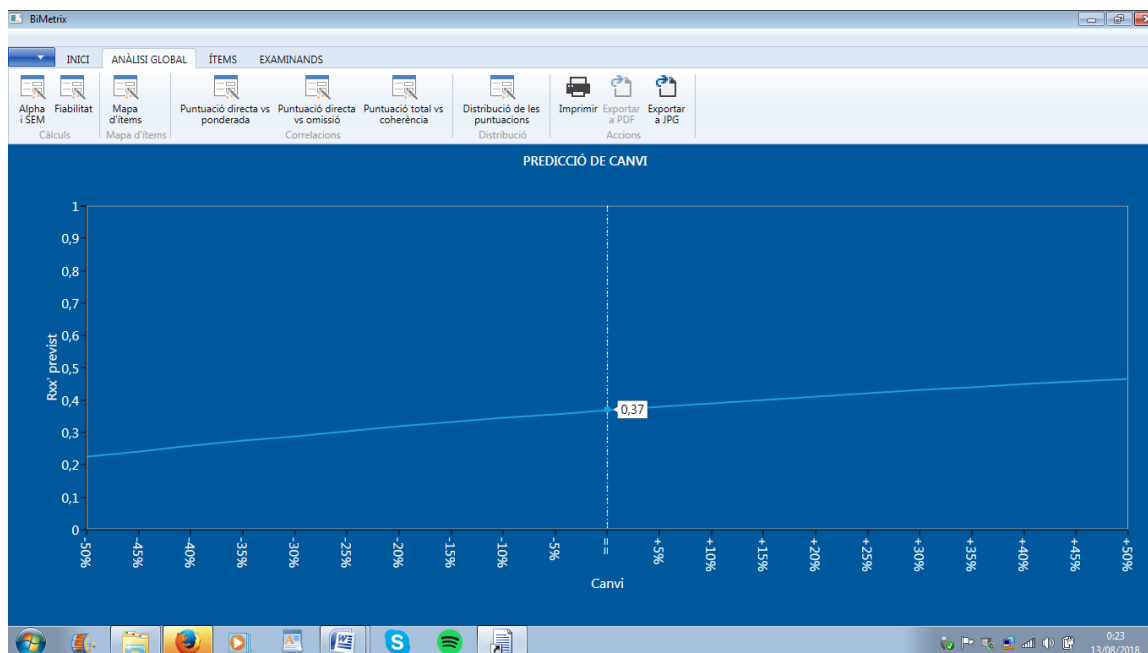 BiMetrix
INICI ANÀLISI GLOBAL ÍTEMS EXAMINANDS
Alpha i SEM
Fiabilitat
Mapa d'ítems
Puntuació directa vs ponderada
Puntuació directa vs omissió
Puntuació total vs coherència
Distribució de les puntuacions
Imprimir
Exportar a PDF
Exportar a JPG
Càlculs
Mapa d'ítems
Correlacions
Distribució
Accions
PREDICCIÓ DE CANVI
Rxx' previst
1
0,9
0,8
0,7
0,6
0,5
0,4
0,3
0,2
0,1
0
0,37
-50% -45% -40% -35% -30% -25% -20% -15% -10% -5% = +5% +10% +15% +20% +25% +30% +35% +40% +45% +50%
Canvi
0:23
13/08/2018